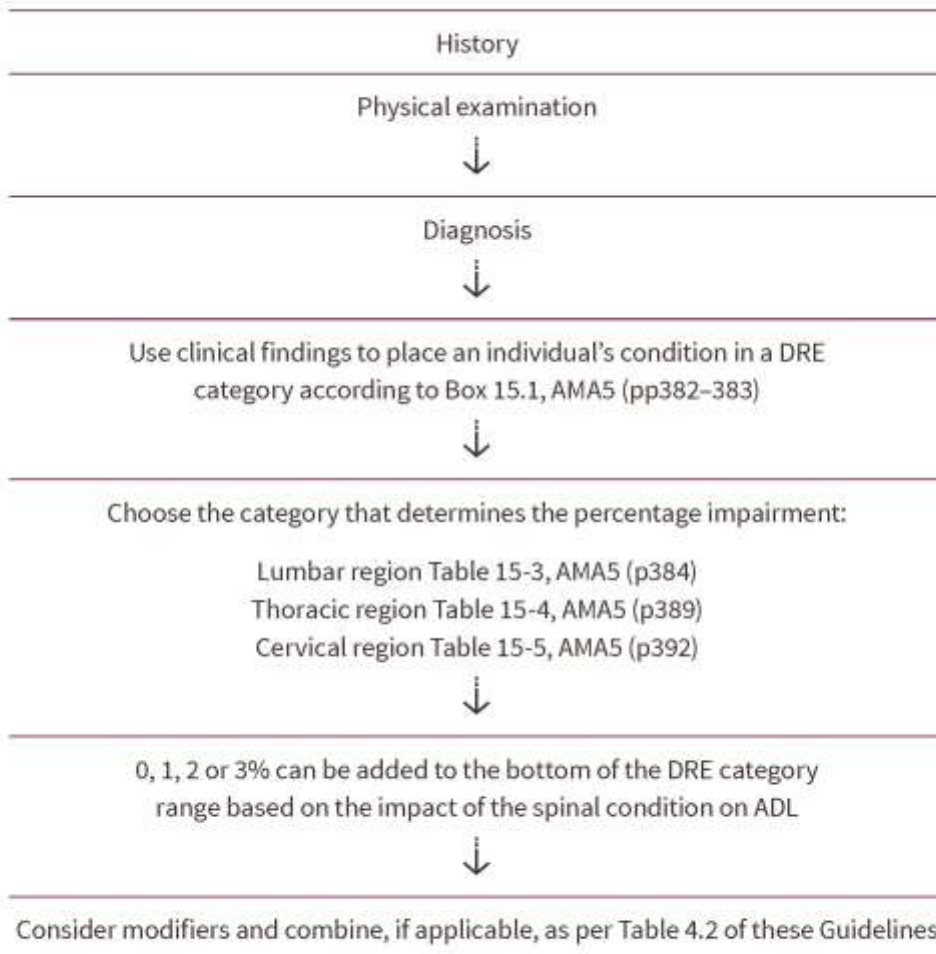 History
Physical examination
Diagnosis
Use clinical findings to place an individual's condition in a DRE
category according to Box 15.1, AMA5 (pp382–383)
Choose the category that determines the percentage impairment:
Lumbar region Table 15-3, AMA5 (p384)
Thoracic region Table 15-4, AMA5 (p389)
Cervical region Table 15-5, AMA5 (p392)
0, 1, 2 or 3% can be added to the bottom of the DRE category
range based on the impact of the spinal condition on ADL
Consider modifiers and combine, if applicable, as per Table 4.2 of these Guidelines